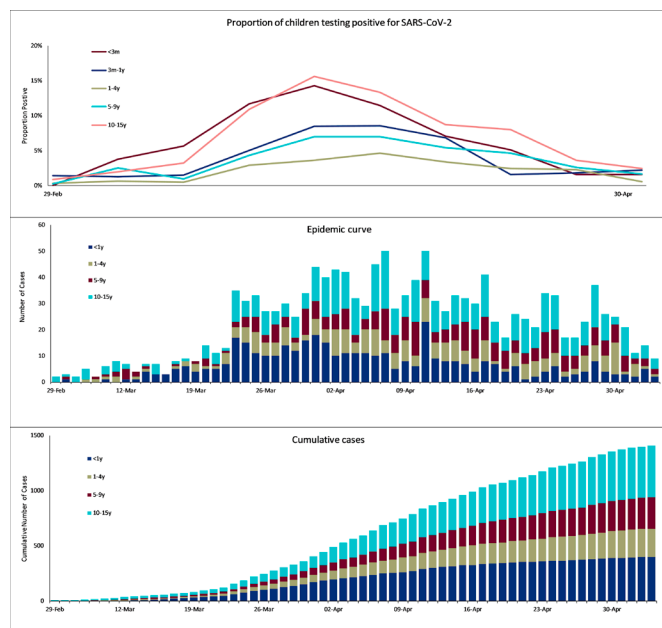 Proportion of children testing positive for SARS-CoV-2
20%
15%
10%
5%
0%
Proportion Postive
<3m
3m-1y
1-4y
5-9y
10-15y
29-Feb
30-Apr
Epidemic curve
60
50
40
30
20
10
0
Number of Cases
<1y
1-4y
5-9y
10-15y
29-Feb
12-Mar
19-Mar
26-Mar
02-Apr
09-Apr
16-Apr
23-Apr
30-Apr
Cumulative cases
1500
1000
500
0
Cumulative Number of Cases
<1y
1-4y
5-9y
10-15y
29-Feb
12-Mar
19-Mar
26-Mar
02-Apr
09-Apr
16-Apr
23-Apr
30-Apr